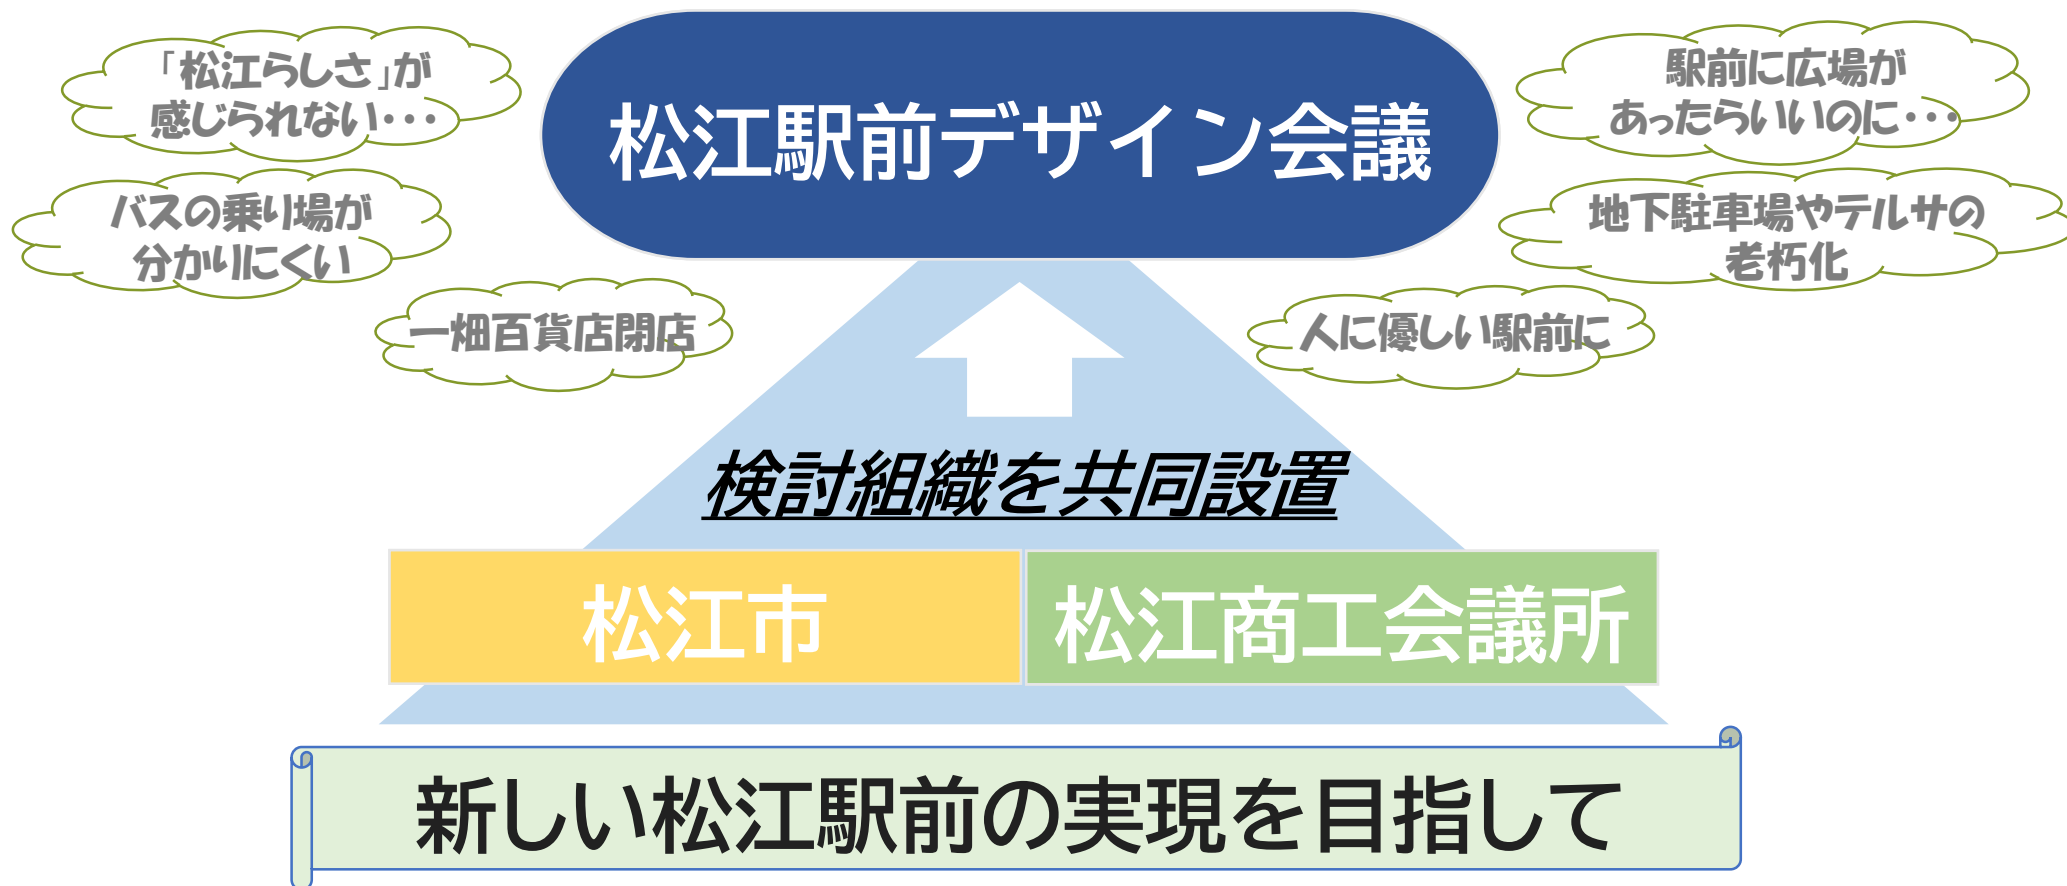 「松江らしさ」が
感じられない・・・
バスの乗り場が
分かりにくい
一畑百貨店閉店
松江駅前デザイン会議
駅前に広場が
あったらいいのに・・・
地下駐車場やテルサの
老朽化
人に優しい駅前に
検討組織を共同設置
松江市
松江商工会議所
新しい松江駅前の実現を目指して